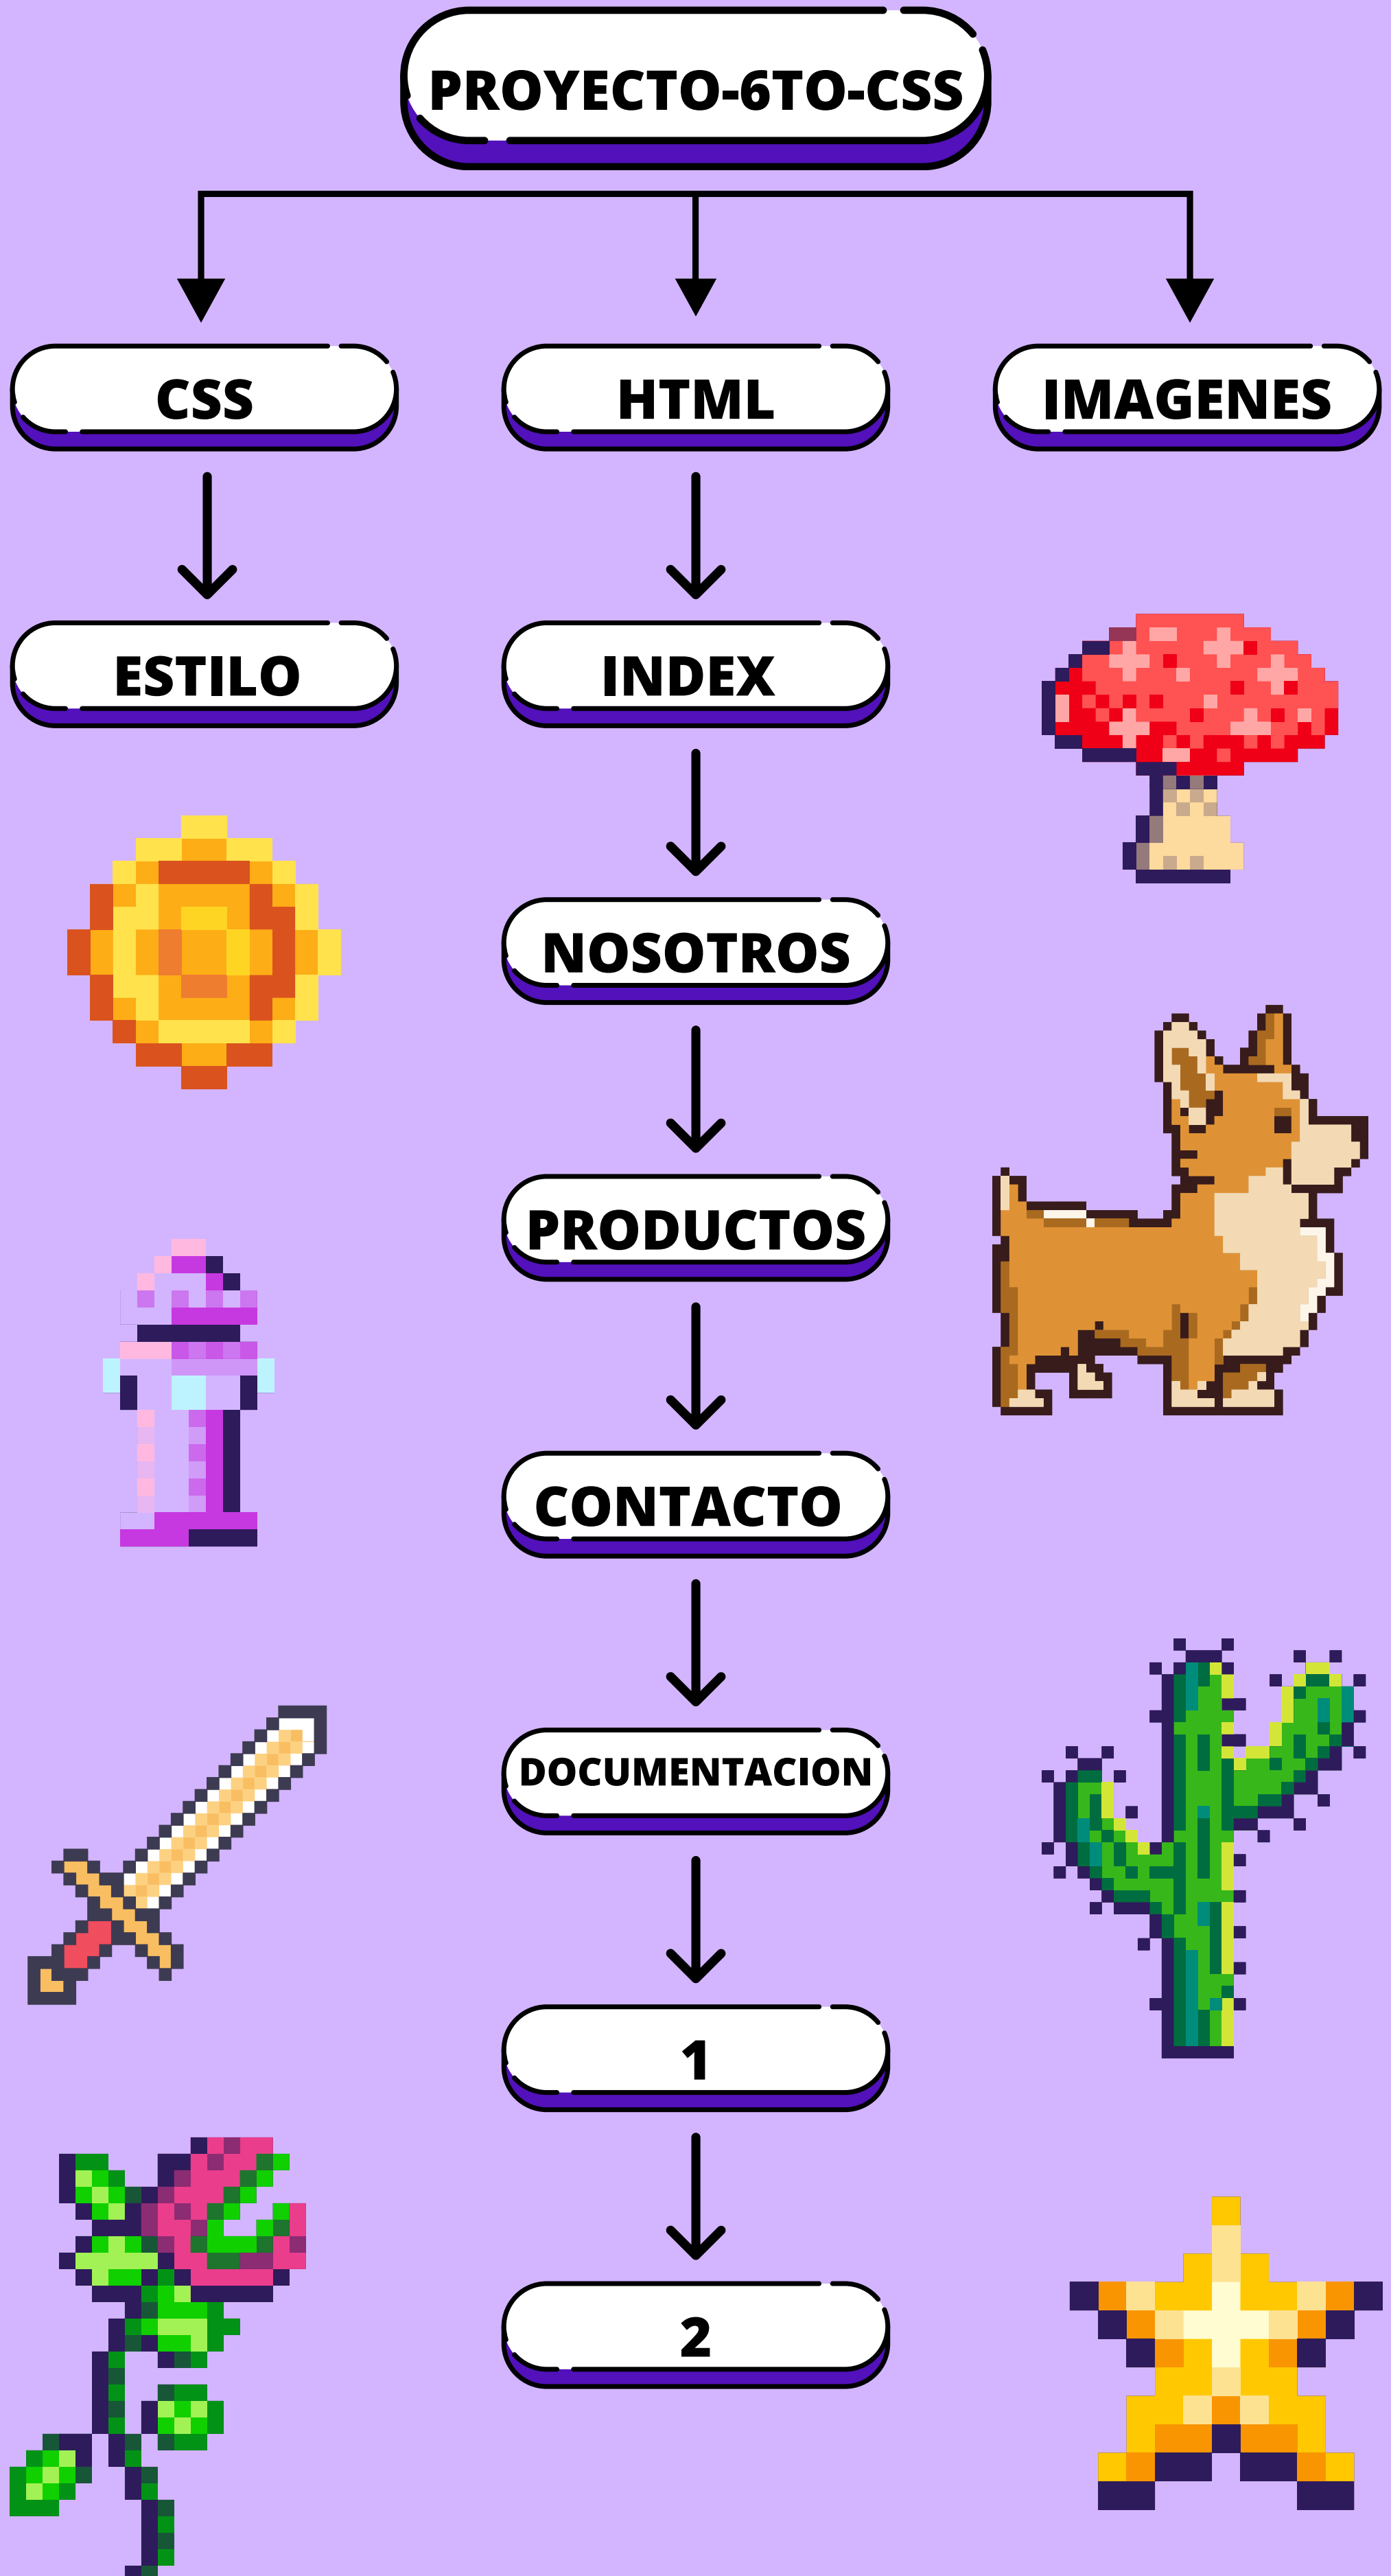 PROYECTO-6TO-CSS
CSS
HTML
IMAGENES
ESTILO
INDEX
NOSOTROS
PRODUCTOS
CONTACTO
DOCUMENTACION
1
2